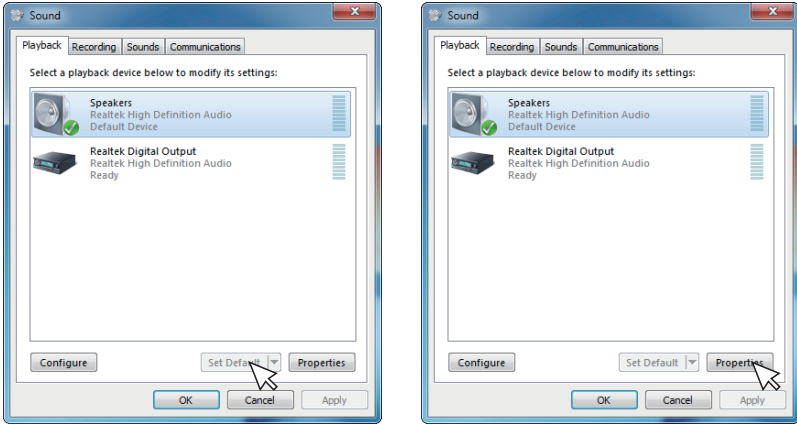 Sound
Playback Recording Sounds Communications
Select a playback device below to modify its settings:
Speakers
Realtek High Definition Audio
Default Device
Realtek Digital Output
Realtek High Definition Audio
Ready
Configure Set Default Properties
OK Cancel Apply
Sound
Playback Recording Sounds Communications
Select a playback device below to modify its settings:
Speakers
Realtek High Definition Audio
Default Device
Realtek Digital Output
Realtek High Definition Audio
Ready
Configure Set Default Properties
OK Cancel Apply